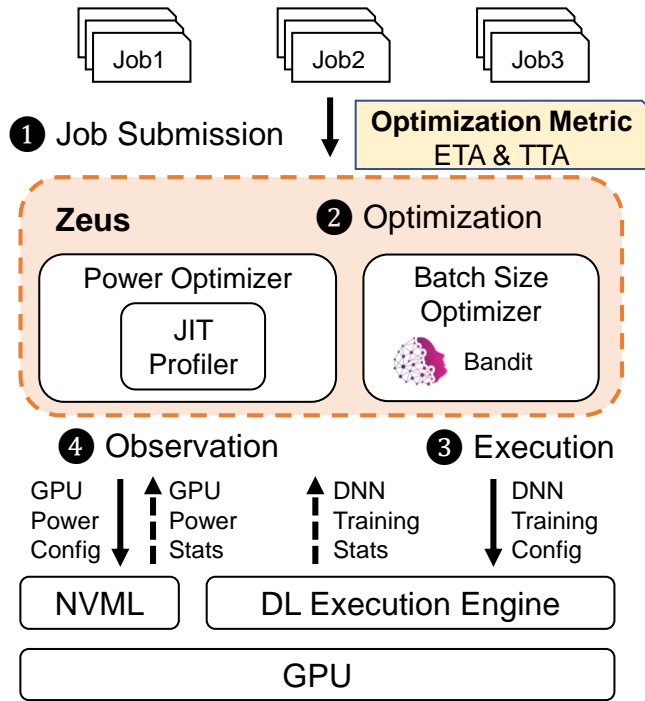 Job1
Job2
Job3
❶ Job Submission
Optimization Metric
ETA & TTA
Zeus
❷ Optimization
Power Optimizer
JIT
Profiler
Batch Size
Optimizer
Bandit
❹ Observation
❸ Execution
GPU
Power
Config
GPU
Power
Stats
DNN
Training
Stats
DNN
Training
Config
NVML
DL Execution Engine
GPU